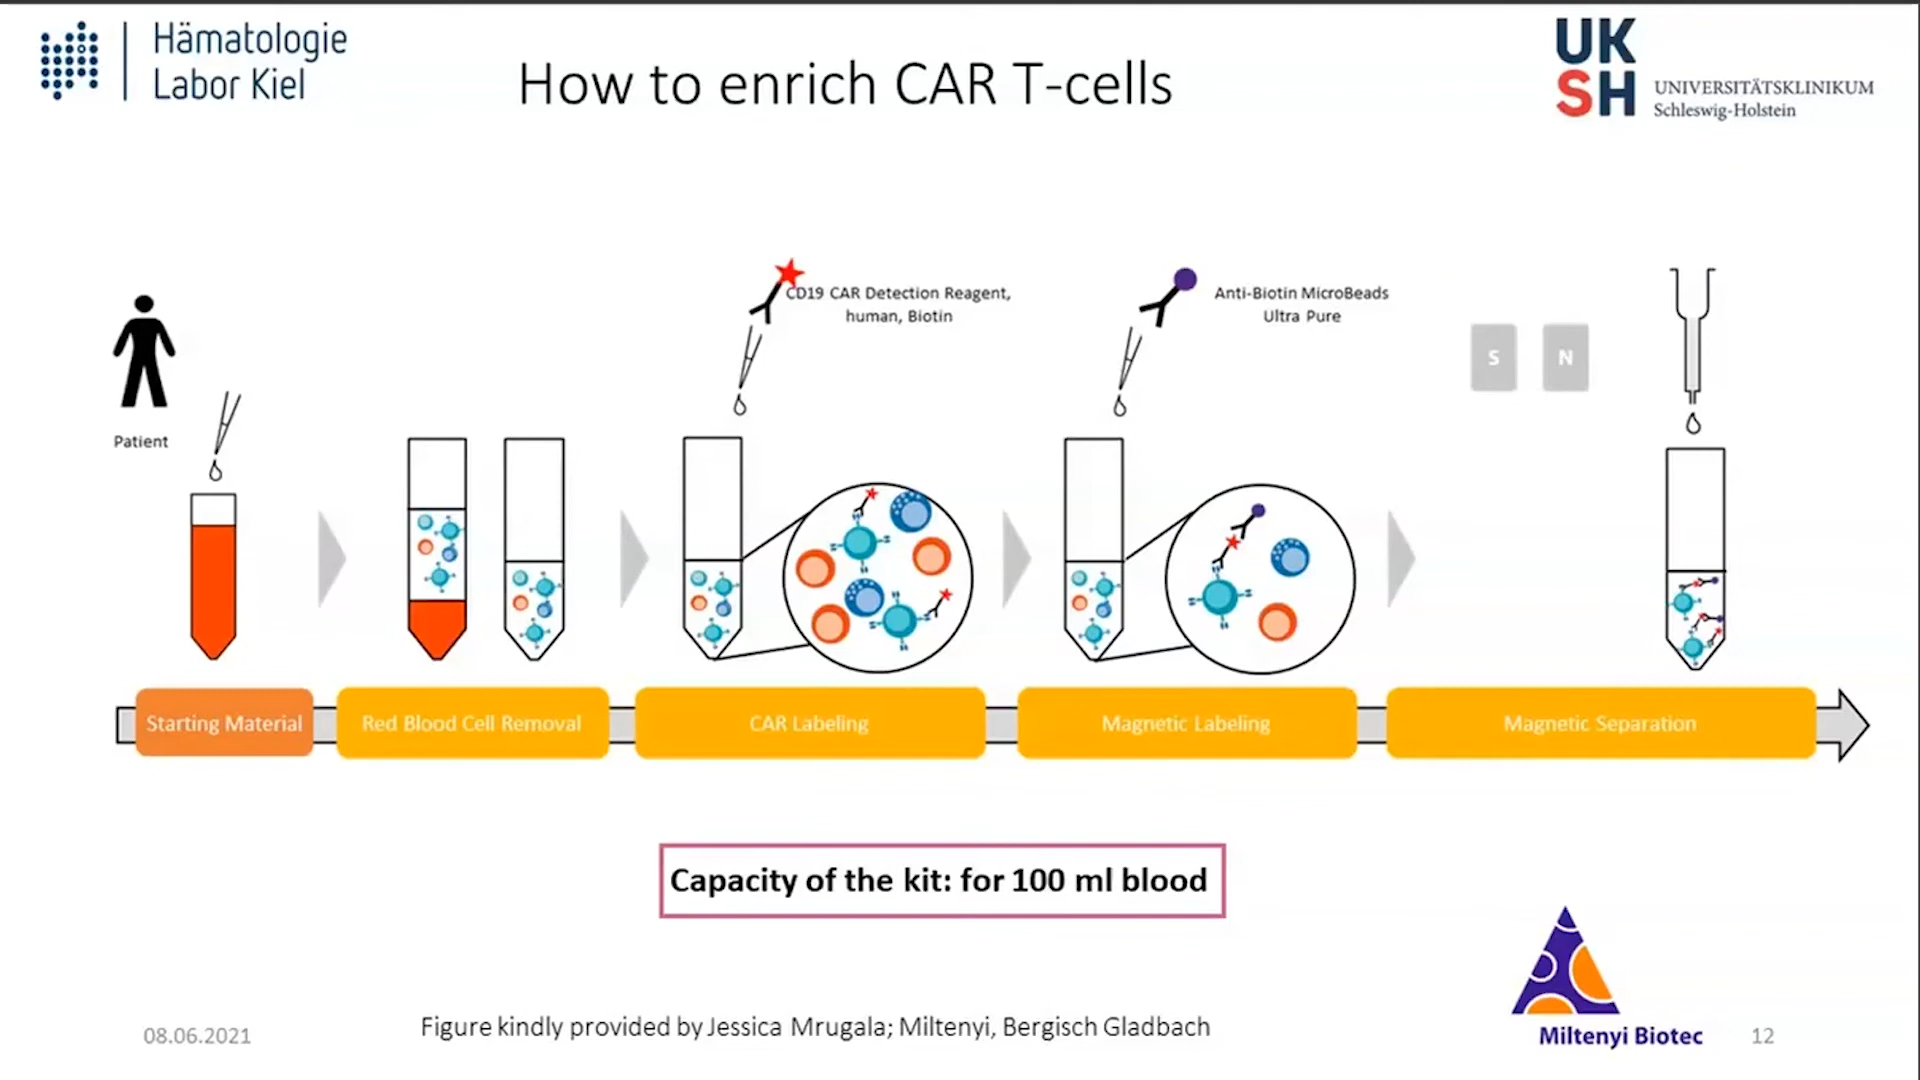 Hämatologie
Labor Kiel
How to enrich CAR T-cells
UK
SH
UNIVERSITÄTSKLINIKUM
Schleswig-Holstein
CD19 CAR Detection Reagent,
human, Biotin
Anti-Biotin MicroBeads
Ultra Pure
S N
Patient
Starting Material
Red Blood Cell Removal
CAR Labeling
Magnetic Labeling
Magnetic Separation
Capacity of the kit: for 100 ml blood
08.06.2021
Figure kindly provided by Jessica Mrugala; Miltenyi, Bergisch Gladbach
Miltenyi Biotec
12